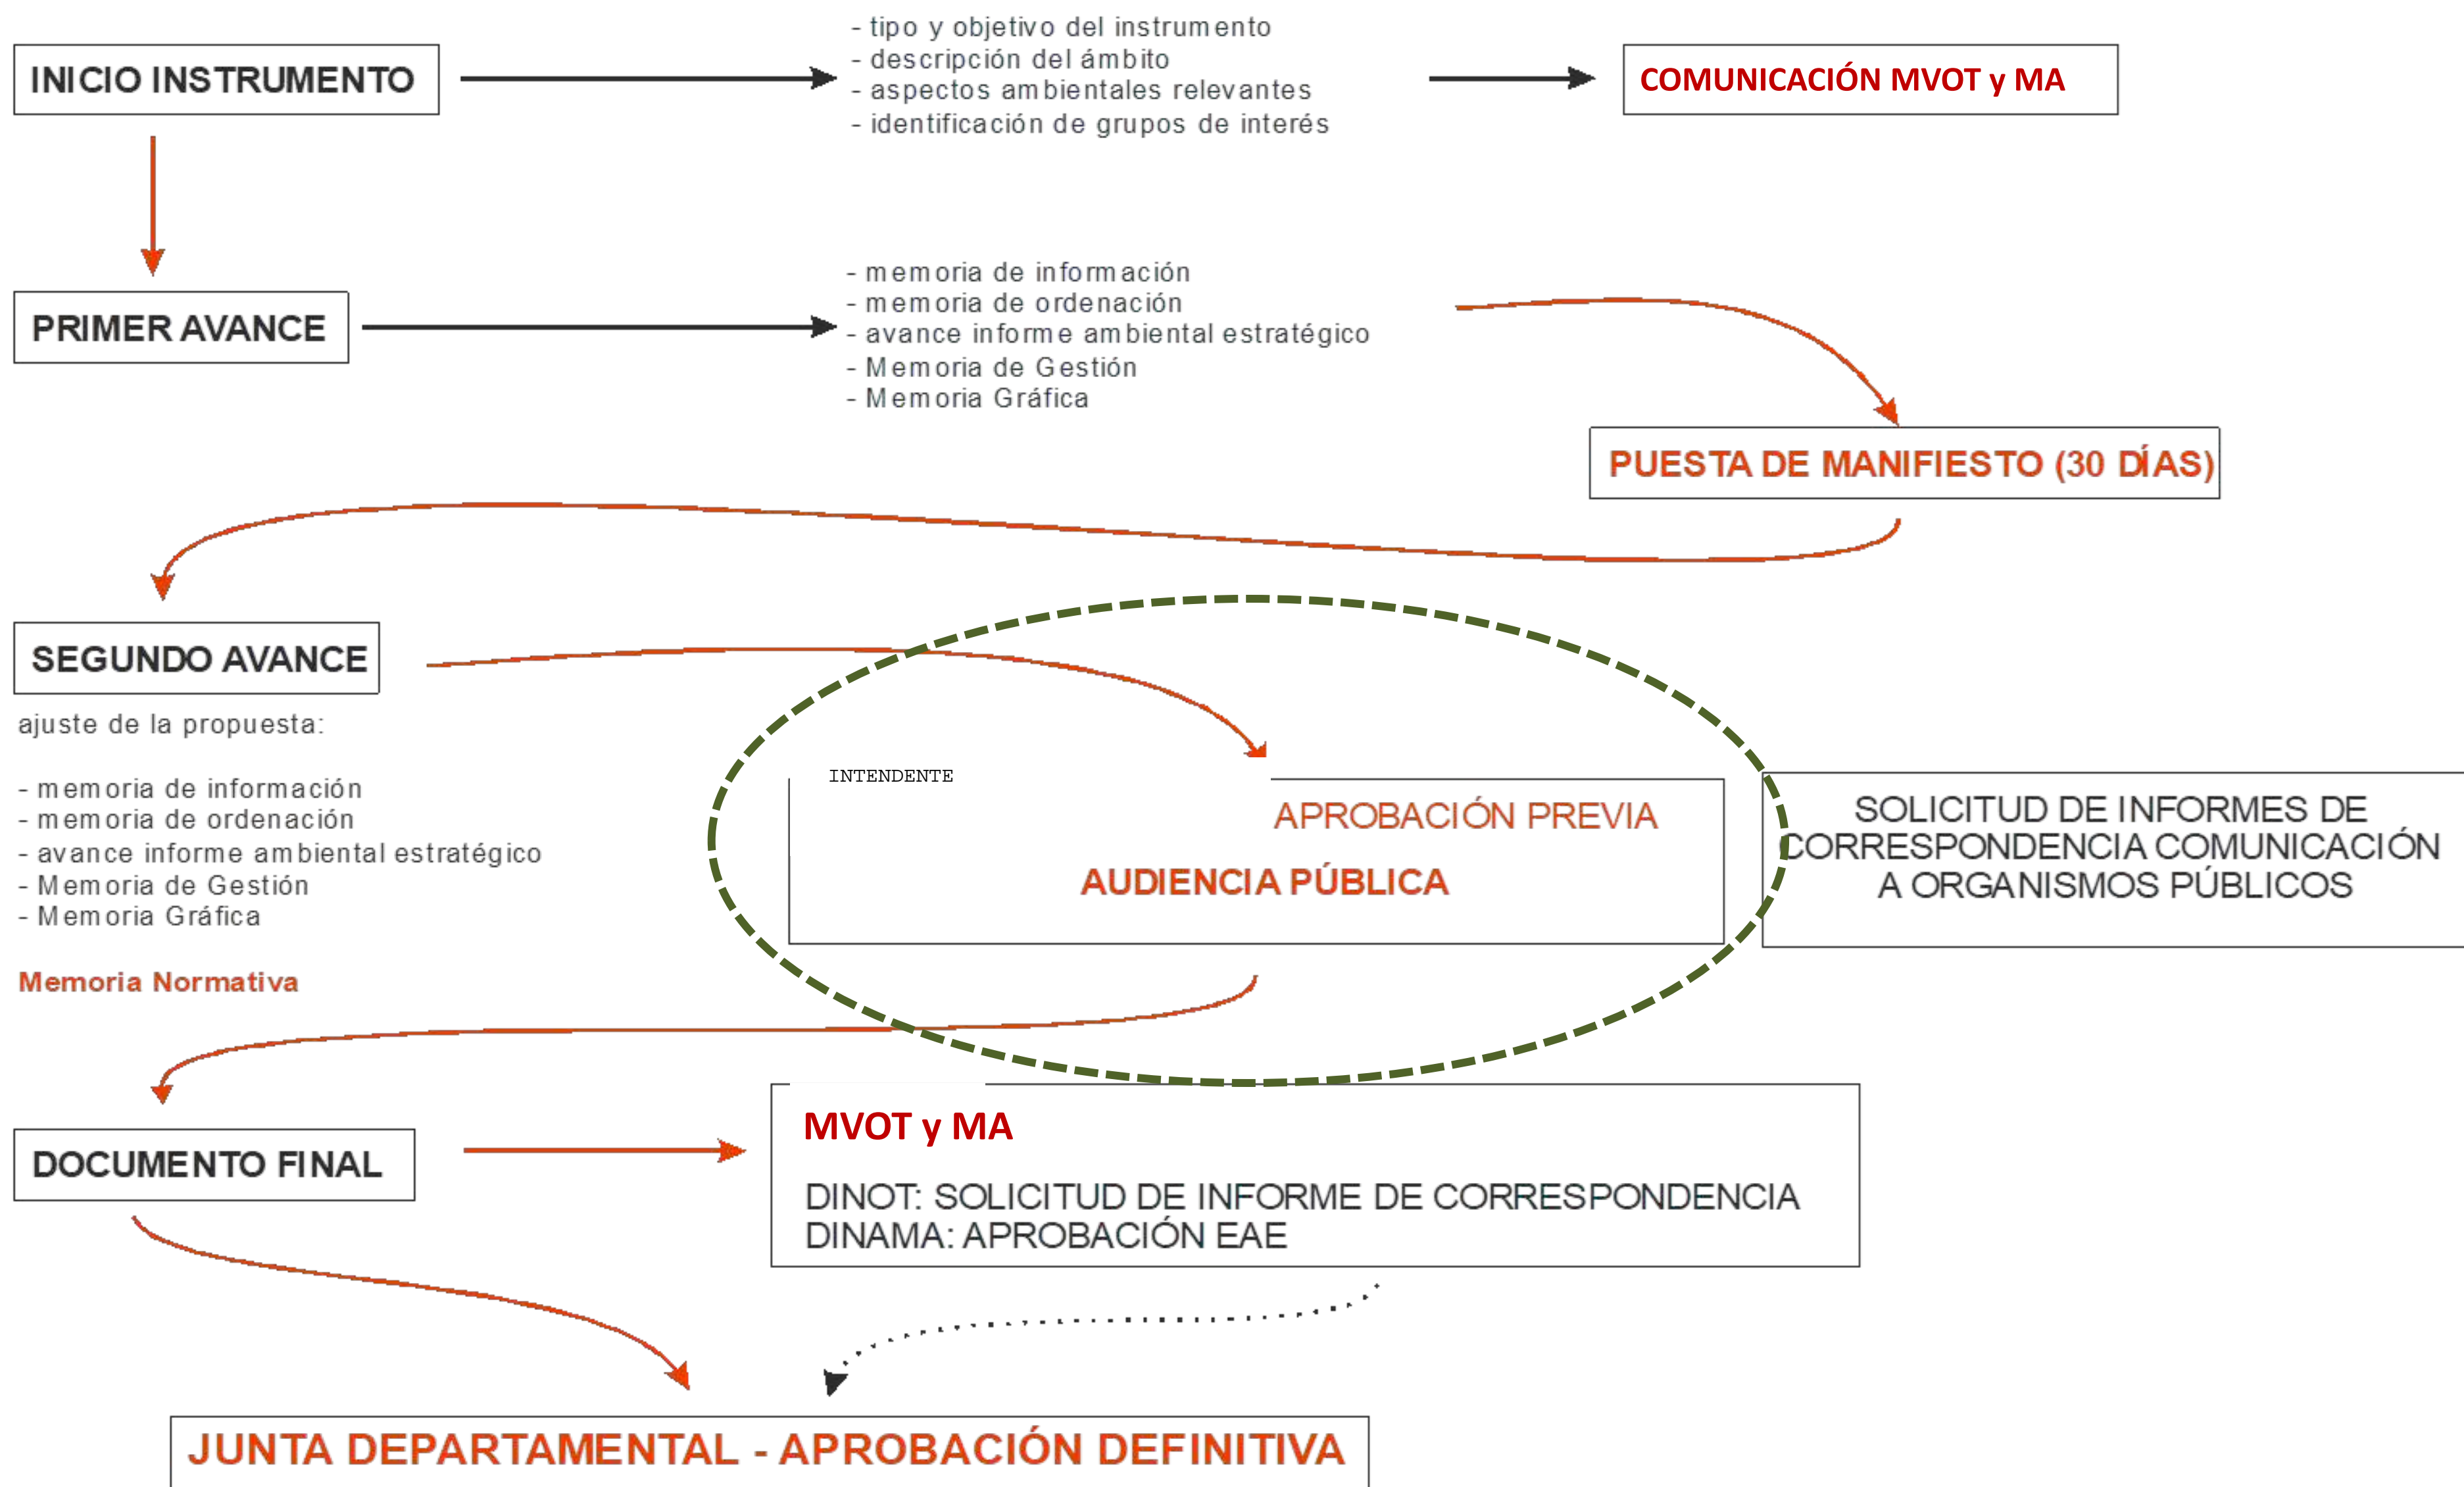 INICIO INSTRUMENTO
- tipo y objetivo del instrumento
- descripción del ámbito
- aspectos ambientales relevantes
- identificación de grupos de interés
COMUNICACIÓN MVOT y MA
PRIMER AVANCE
- memoria de información
- memoria de ordenación
- avance informe ambiental estratégico
- Memoria de Gestión
- Memoria Gráfica
PUESTA DE MANIFIESTO (30 DÍAS)
SEGUNDO AVANCE
ajuste de la propuesta:
- memoria de información
- memoria de ordenación
- avance informe ambiental estratégico
- Memoria de Gestión
- Memoria Gráfica
Memoria Normativa
INTENDENTE
APROBACIÓN PREVIA
AUDIENCIA PÚBLICA
SOLICITUD DE INFORMES DE
CORRESPONDENCIA COMUNICACIÓN
A ORGANISMOS PÚBLICOS
DOCUMENTO FINAL
MVOT y MA
DINOT: SOLICITUD DE INFORME DE CORRESPONDENCIA
DINAMA: APROBACIÓN EAE
JUNTA DEPARTAMENTAL - APROBACIÓN DEFINITIVA